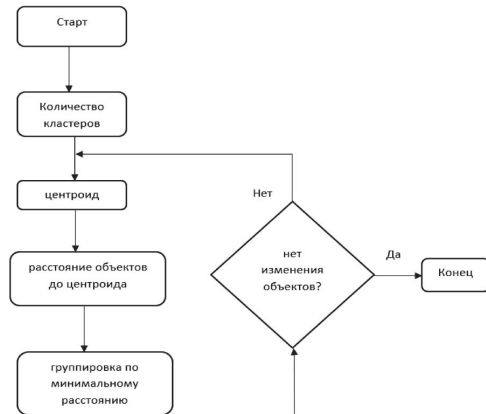 Старт
Количество
кластеров
центроид
расстояние объектов
до центроида
группировка по
минимальному
расстоянию
Нет
нет
изменения
объектов?
Да
Конец